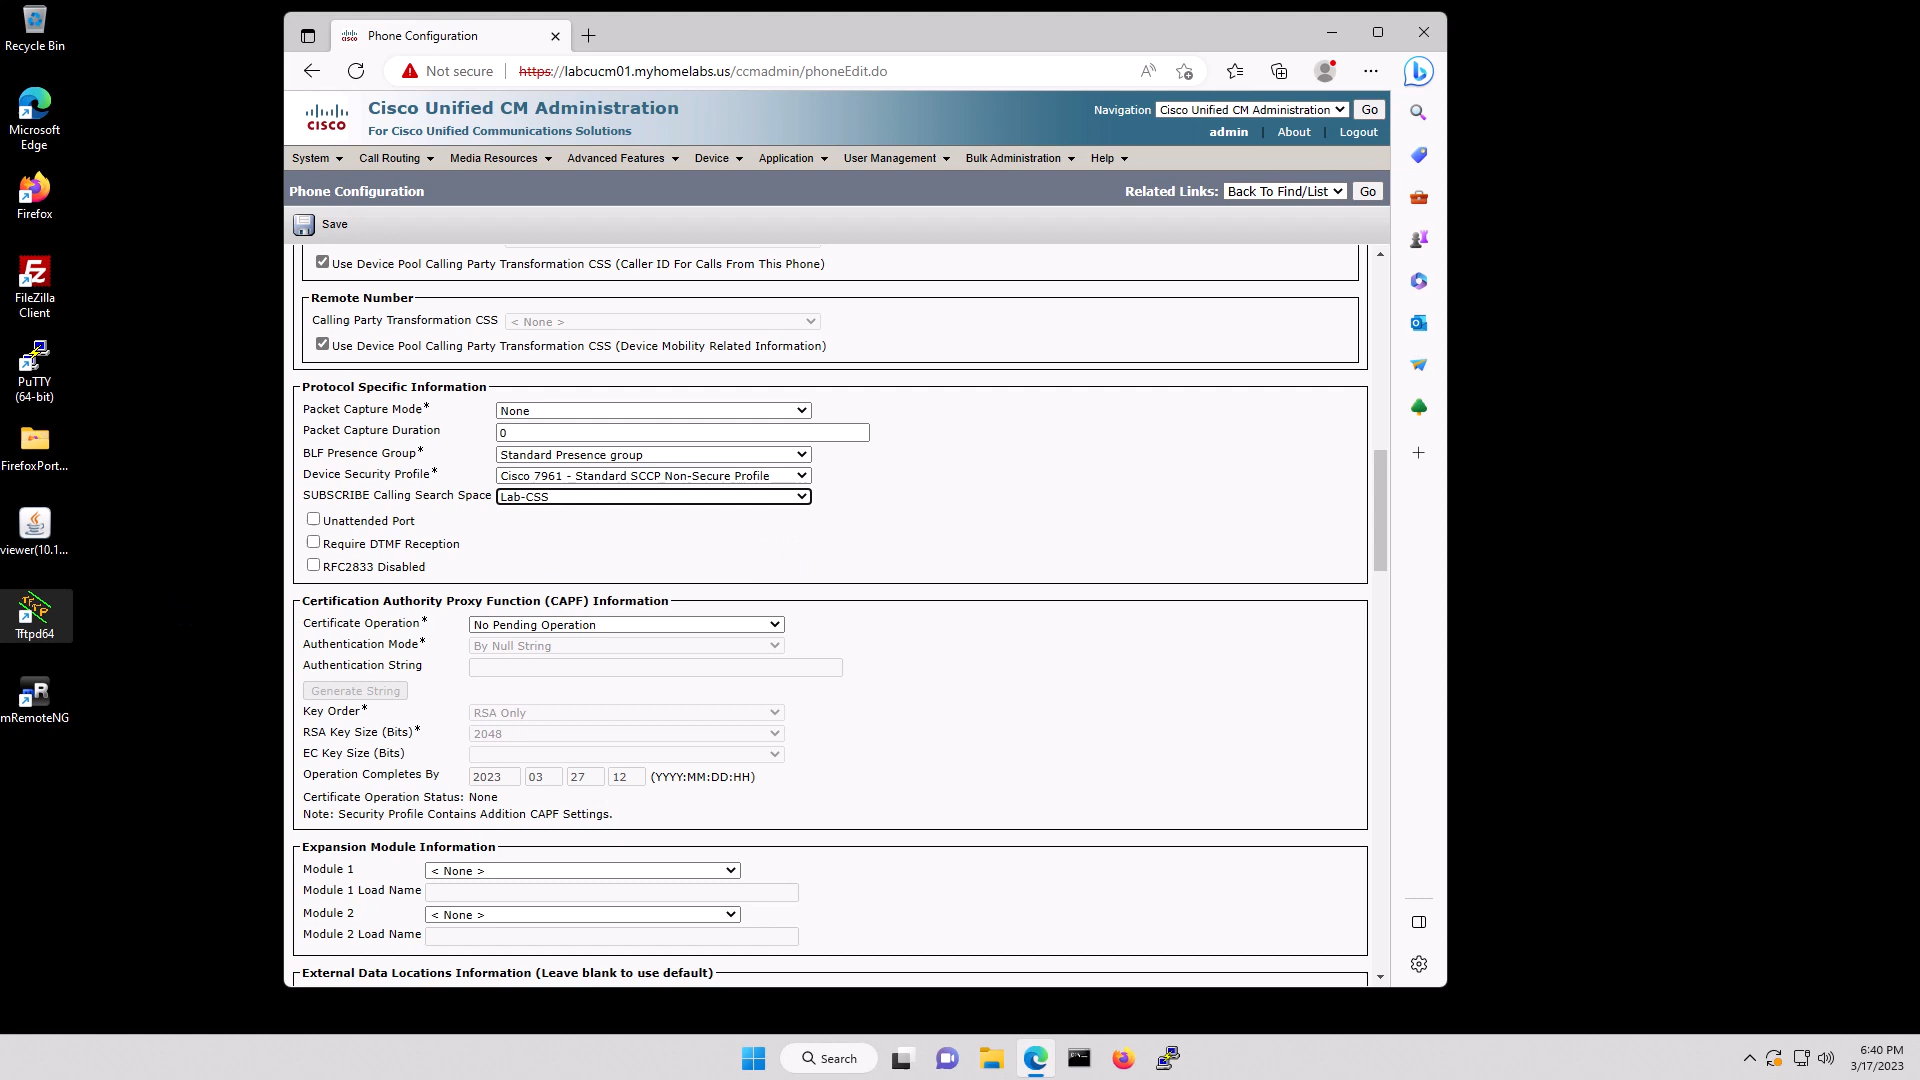 Recycle Bin
Microsoft
Edge
Firefox
FileZilla
Client
PuTTY
(64-bit)
FirefoxPort...
viewer(10.1...
Tftpd64
mRemoteNG
Phone Configuration
Not secure
https://labcucm01.myhomelabs.us/ccmadmin/phoneEdit.do
CISCO
Cisco Unified CM Administration
For Cisco Unified Communications Solutions
Navigation Cisco Unified CM Administration Go
admin | About | Logout
System Call Routing Media Resources Advanced Features Device Application User Management Bulk Administration Help
Phone Configuration
Related Links: Back To Find/List Go
Save
Use Device Pool Calling Party Transformation CSS (Caller ID For Calls From This Phone)
Remote Number
Calling Party Transformation CSS < None >
Use Device Pool Calling Party Transformation CSS (Device Mobility Related Information)
Protocol Specific Information
Packet Capture Mode* None
Packet Capture Duration 0
BLF Presence Group* Standard Presence group
Device Security Profile* Cisco 7961 - Standard SCCP Non-Secure Profile
SUBSCRIBE Calling Search Space Lab-CSS
Unattended Port
Require DTMF Reception
RFC2833 Disabled
Certification Authority Proxy Function (CAPF) Information
Certificate Operation* No Pending Operation
Authentication Mode* By Null String
Authentication String
Generate String
Key Order* RSA Only
RSA Key Size (Bits)* 2048
EC Key Size (Bits)
Operation Completes By 2023 03 27 12 (YYYY:MM:DD:HH)
Certificate Operation Status: None
Note: Security Profile Contains Addition CAPF Settings.
Expansion Module Information
Module 1 < None >
Module 1 Load Name
Module 2 < None >
Module 2 Load Name
External Data Locations Information (Leave blank to use default)
Search
6:40 PM
3/17/2023